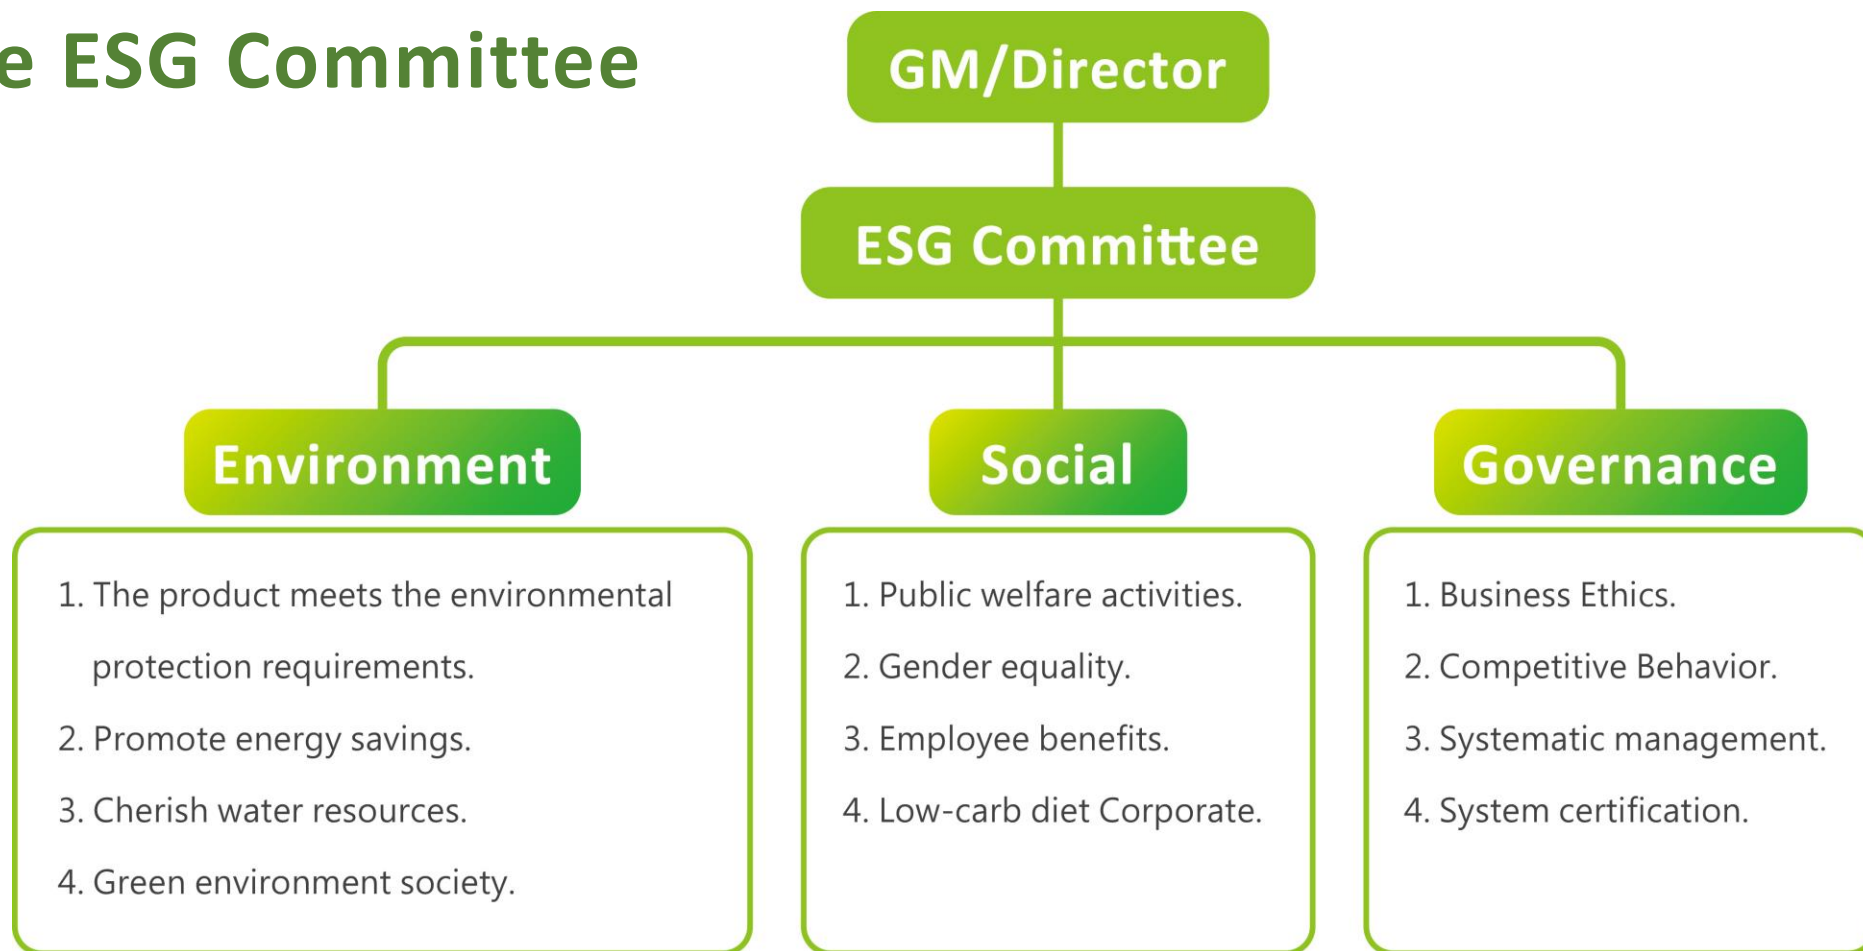 e ESG Committee
GM/Director
ESG Committee
Environment
1. The product meets the environmental
protection requirements.
2. Promote energy savings.
3. Cherish water resources.
4. Green environment society.
Social
1. Public welfare activities.
2. Gender equality.
3. Employee benefits.
4. Low-carb diet Corporate.
Governance
1. Business Ethics.
2. Competitive Behavior.
3. Systematic management.
4. System certification.